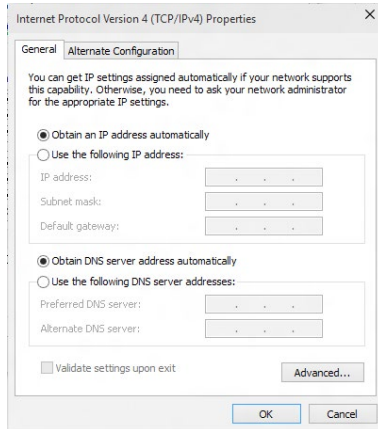 Internet Protocol Version 4 (TCP/IPv4) Properties
General
Alternate Configuration
You can get IP settings assigned automatically if your network supports
this capability. Otherwise, you need to ask your network administrator
for the appropriate IP settings.
Obtain an IP address automatically
Use the following IP address:
IP address:
Subnet mask:
Default gateway:
Obtain DNS server address automatically
Use the following DNS server addresses:
Preferred DNS server:
Alternate DNS server:
Validate settings upon exit
Advanced...
OK
Cancel